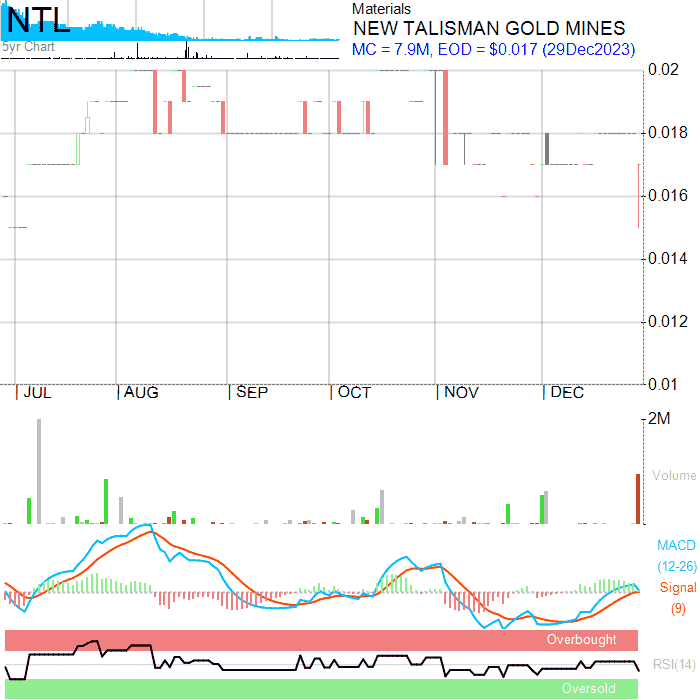 NTL
5yr Chart
Materials
NEW TALISMAN GOLD MINES
MC = 7.9M, EOD = $0.017 (29Dec2023)
0.02
0.018
0.016
0.014
0.012
0.01
JUL AUG SEP OCT NOV DEC
2M
Volume
MACD
(12-26)
Signal
(9)
Overbought
RSI(14)
Oversold